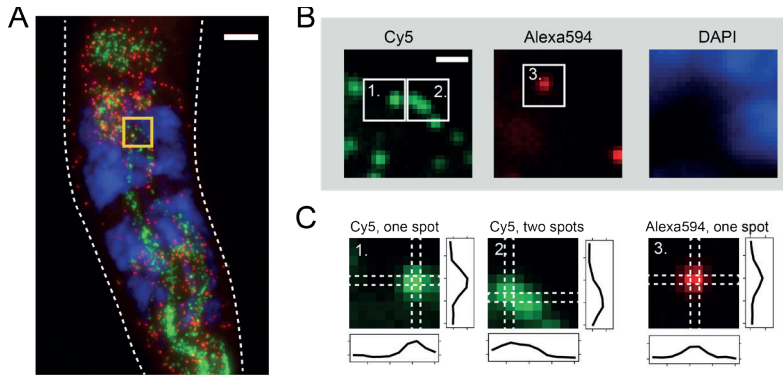 A
B
Cy5
Alexa594
DAPI
1.
2.
3.
C
Cy5, one spot
Cy5, two spots
Alexa594, one spot
1.
2
3.